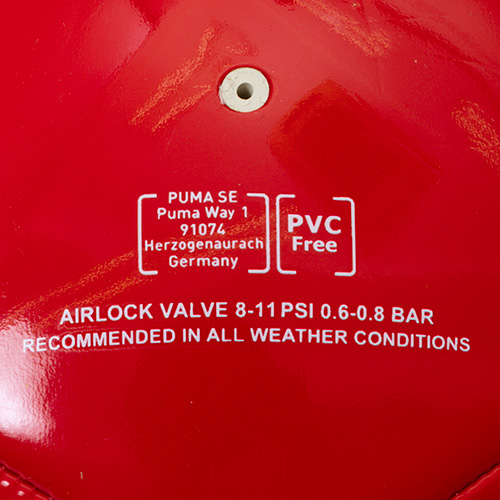 PUMA SE
Puma Way 1
91074
Herzogenaurach
Germany
PVC
Free
AIRLOCK VALVE 8-11 PSI 0.6-0.8 BAR
RECOMMENDED IN ALL WEATHER CONDITIONS